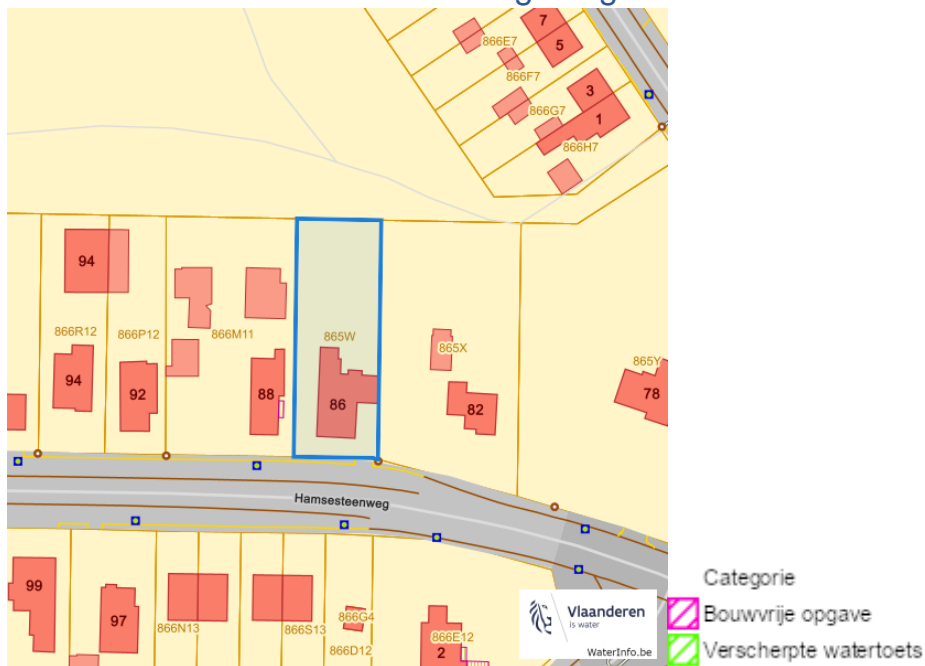 7
866E7
5
866F7
3
866G7
1
866H7
94
866R12
866P12
866M11
865W
865X
865Y
94
92
88
86
82
78
Hamsesteenweg
99
97
866N13
866S13
866G4
866D12
866E12
2
Vlaanderen
is water
WaterInfo.be
Categorie
Bouwvrije opgave
Verscherpte watertoets